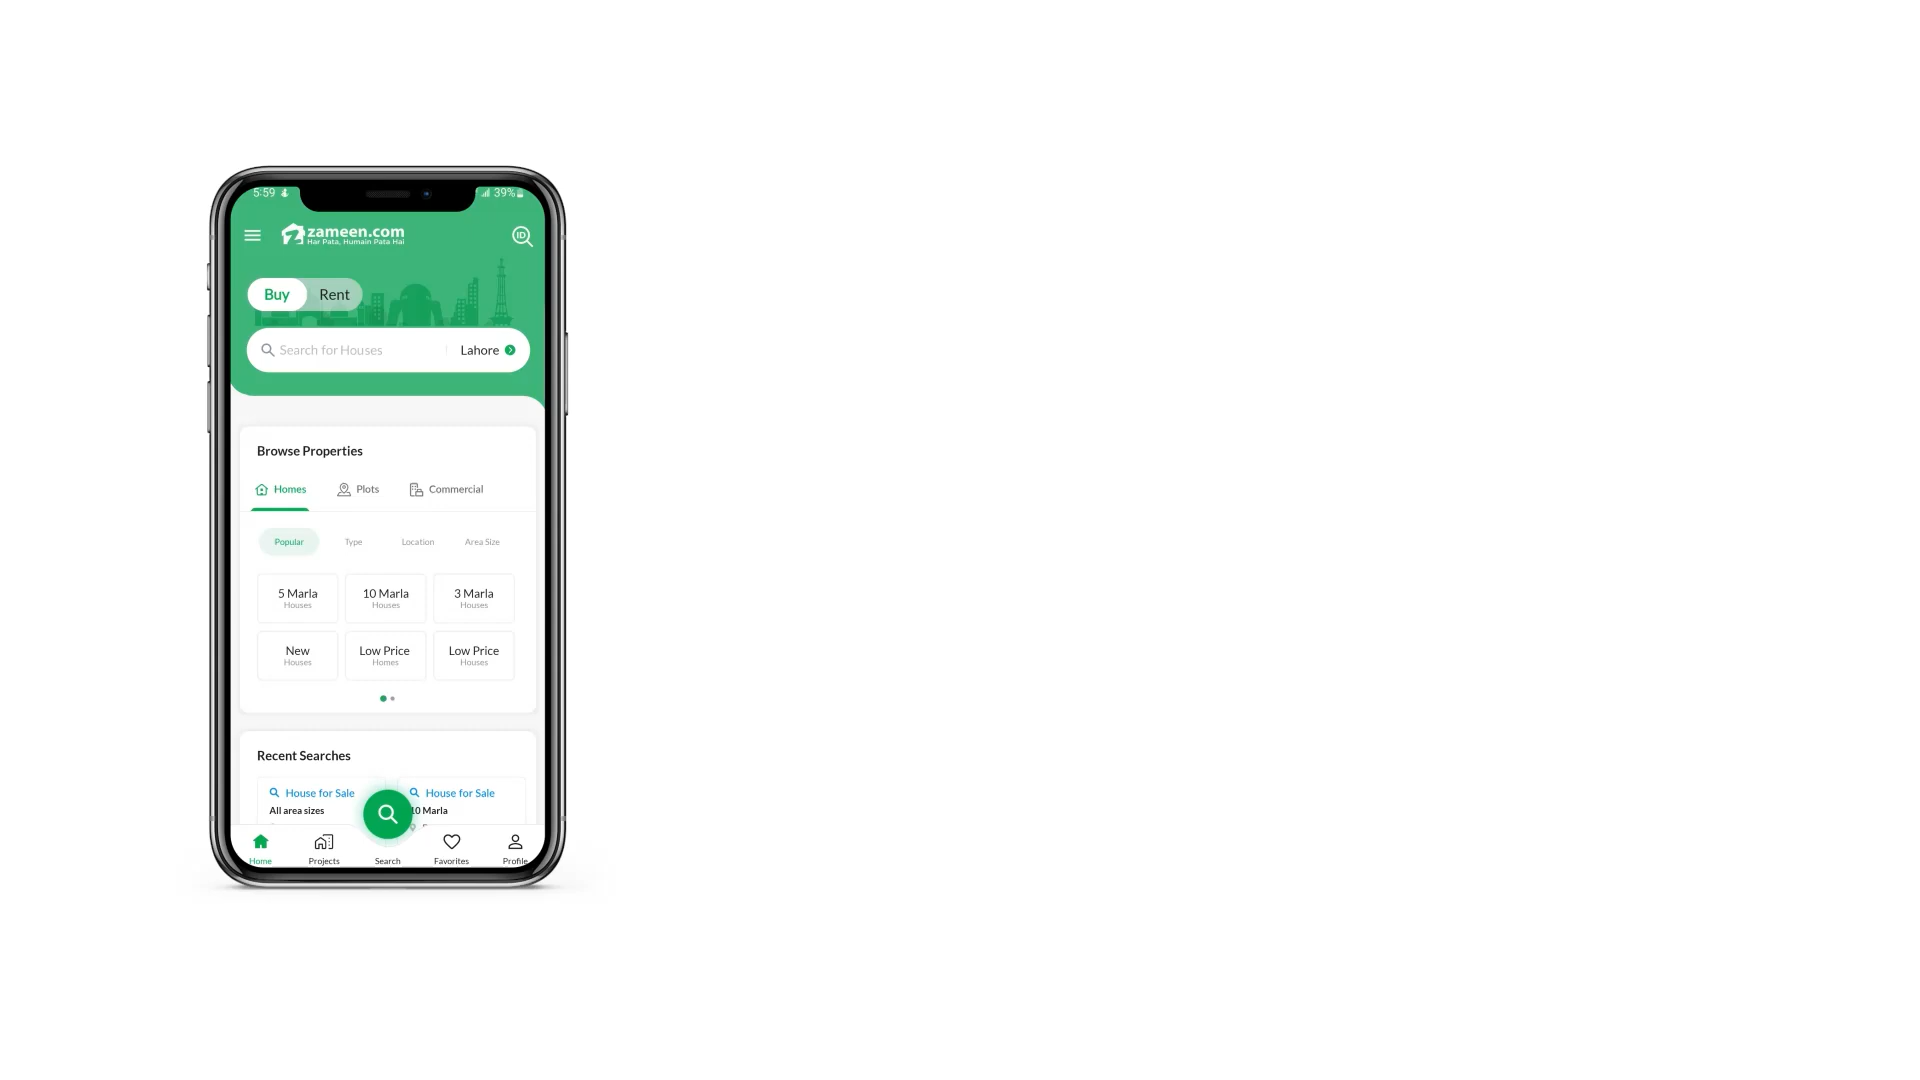 5:59
39%
zameen.com
Har Pata, Humain Pata Hai
ID
Buy Rent
Search for Houses Lahore
Browse Properties
Homes Plots Commercial
Popular Type Location Area Size
5 Marla 10 Marla 3 Marla
Houses Houses Houses
New Low Price Low Price
Houses Homes Houses
Recent Searches
House for Sale House for Sale
All area sizes 10 Marla
Home Projects Search Favorites Profile